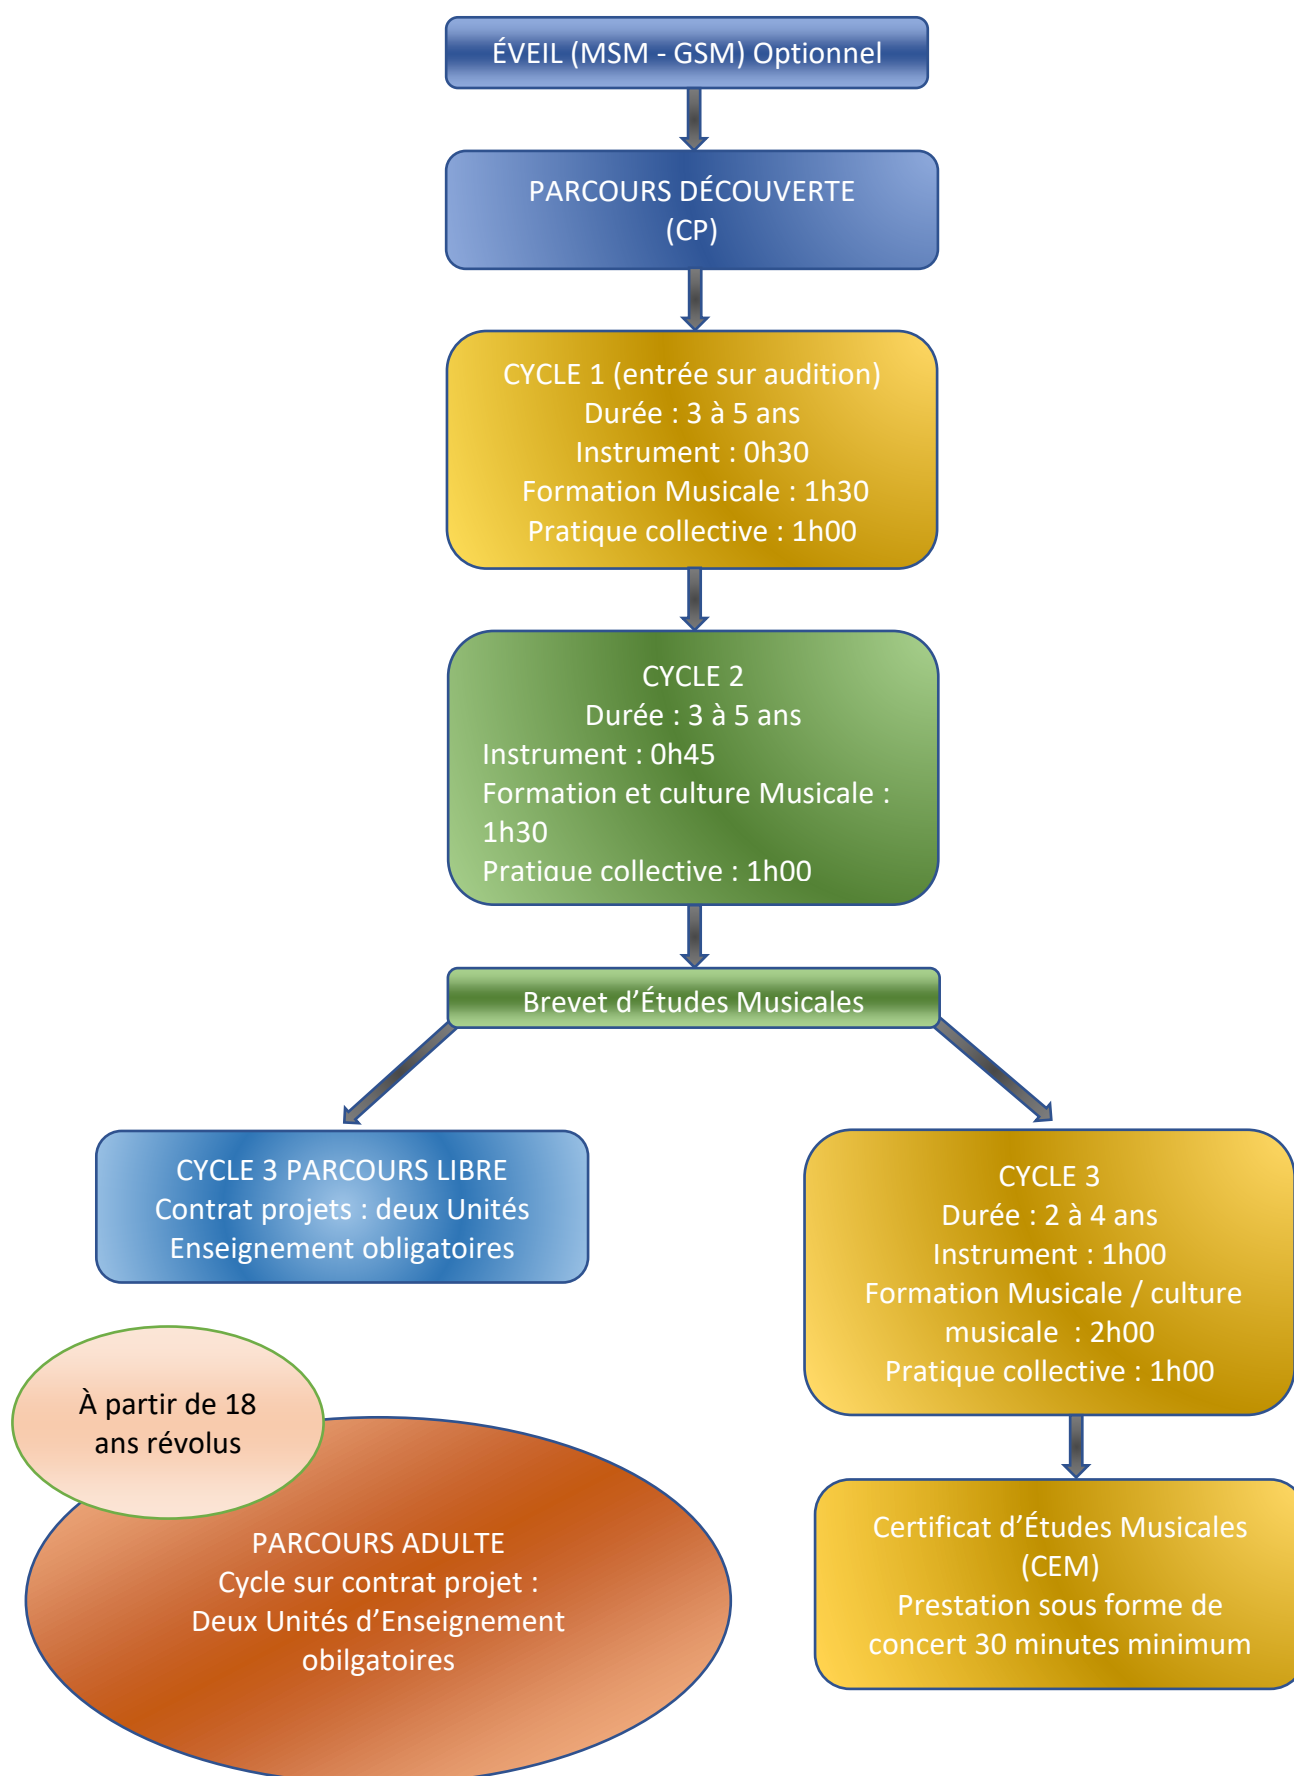 ÉVEIL (MSM - GSM) Optionnel
PARCOURS DÉCOUVERTE
(CP)
CYCLE 1 (entrée sur audition)
Durée : 3 à 5 ans
Instrument : 0h30
Formation Musicale : 1h30
Pratique collective : 1h00
CYCLE 2
Durée : 3 à 5 ans
Instrument : 0h45
Formation et culture Musicale :
1h30
Pratique collective : 1h00
Brevet d’Études Musicales
CYCLE 3 PARCOURS LIBRE
Contrat projets : deux Unités
Enseignement obligatoires
CYCLE 3
Durée : 2 à 4 ans
Instrument : 1h00
Formation Musicale / culture
musicale  : 2h00
Pratique collective : 1h00
À partir de 18
ans révolus
PARCOURS ADULTE
Cycle sur contrat projet :
Deux Unités d’Enseignement
obilgatoires
Certificat d’Études Musicales
(CEM)
Prestation sous forme de
concert 30 minutes minimum